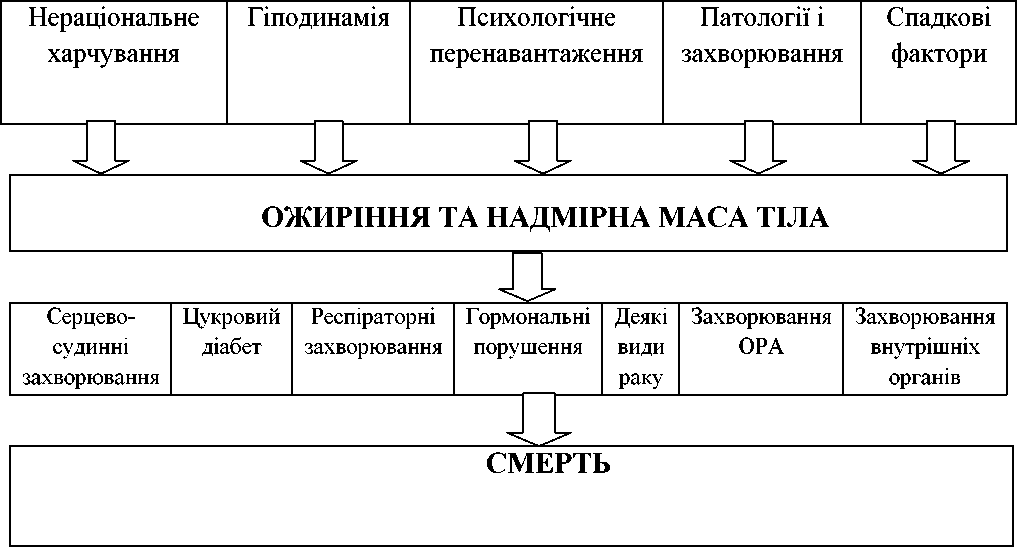 Нераціональне
харчування
Гіподинамія
Психологічне
перенавантаження
Патології і
захворювання
Спадкові
фактори
ОЖИРІННЯ ТА НАДМІРНА МАСА ТІЛА
Серцево-
судинні
захворювання
Цукровий
діабет
Респіраторні
захворювання
Гормональні
порушення
Деякі
види
раку
Захворювання
ОРА
Захворювання
внутрішніх
органів
СМЕРТЬ